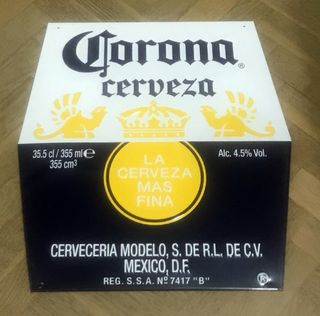 Corona
®
cerveza
35.5 cl / 355 ml ℮
355 cm³
Alc. 4.5% Vol.
LA
CERVEZA
MAS
FINA
CERVECERIA MODELO, S. DE R.L. DE C.V.
MEXICO, D.F.
REG. S.S.A. Nº 7417 "B"
®